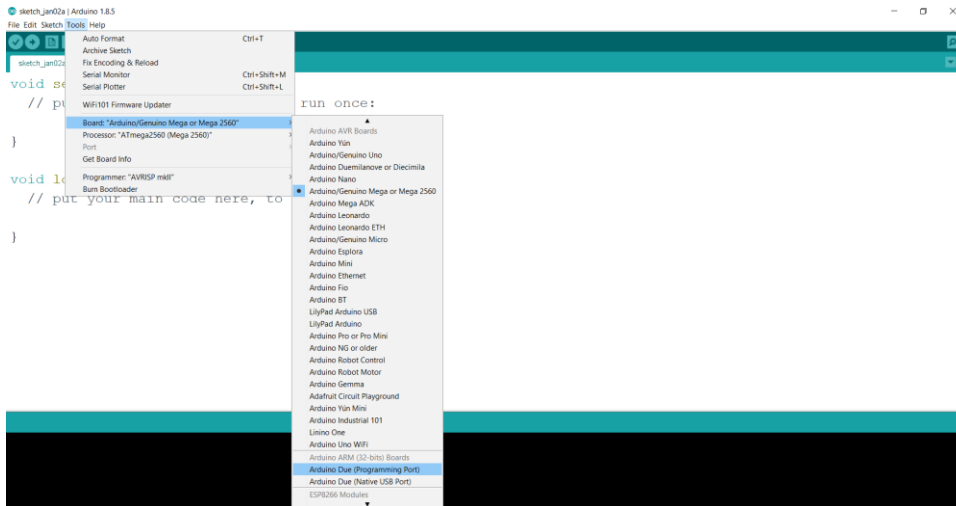 sketch_jan02a | Arduino 1.8.5
File Edit Sketch Tools Help
sketch_jan02a
Auto Format Ctrl+T
Archive Sketch
Fix Encoding & Reload
Serial Monitor Ctrl+Shift+M
Serial Plotter Ctrl+Shift+L
WiFi101 Firmware Updater
Board: "Arduino/Genuino Mega or Mega 2560"
Processor: "ATmega2560 (Mega 2560)"
Port
Get Board Info
Programmer: "AVRISP mkII"
Burn Bootloader
void se
// pu run once:
}
void lo
// put your main code here, to
}
Arduino AVR Boards
Arduino Yún
Arduino/Genuino Uno
Arduino Duemilanove or Diecimila
Arduino Nano
Arduino/Genuino Mega or Mega 2560
Arduino Mega ADK
Arduino Leonardo
Arduino Leonardo ETH
Arduino/Genuino Micro
Arduino Esplora
Arduino Mini
Arduino Ethernet
Arduino Fio
Arduino BT
LilyPad Arduino USB
LilyPad Arduino
Arduino Pro or Pro Mini
Arduino NG or older
Arduino Robot Control
Arduino Robot Motor
Arduino Gemma
Adafruit Circuit Playground
Arduino Yún Mini
Arduino Industrial 101
Linino One
Arduino Uno WiFi
Arduino ARM (32-bits) Boards
Arduino Due (Programming Port)
Arduino Due (Native USB Port)
ESP8266 Modules